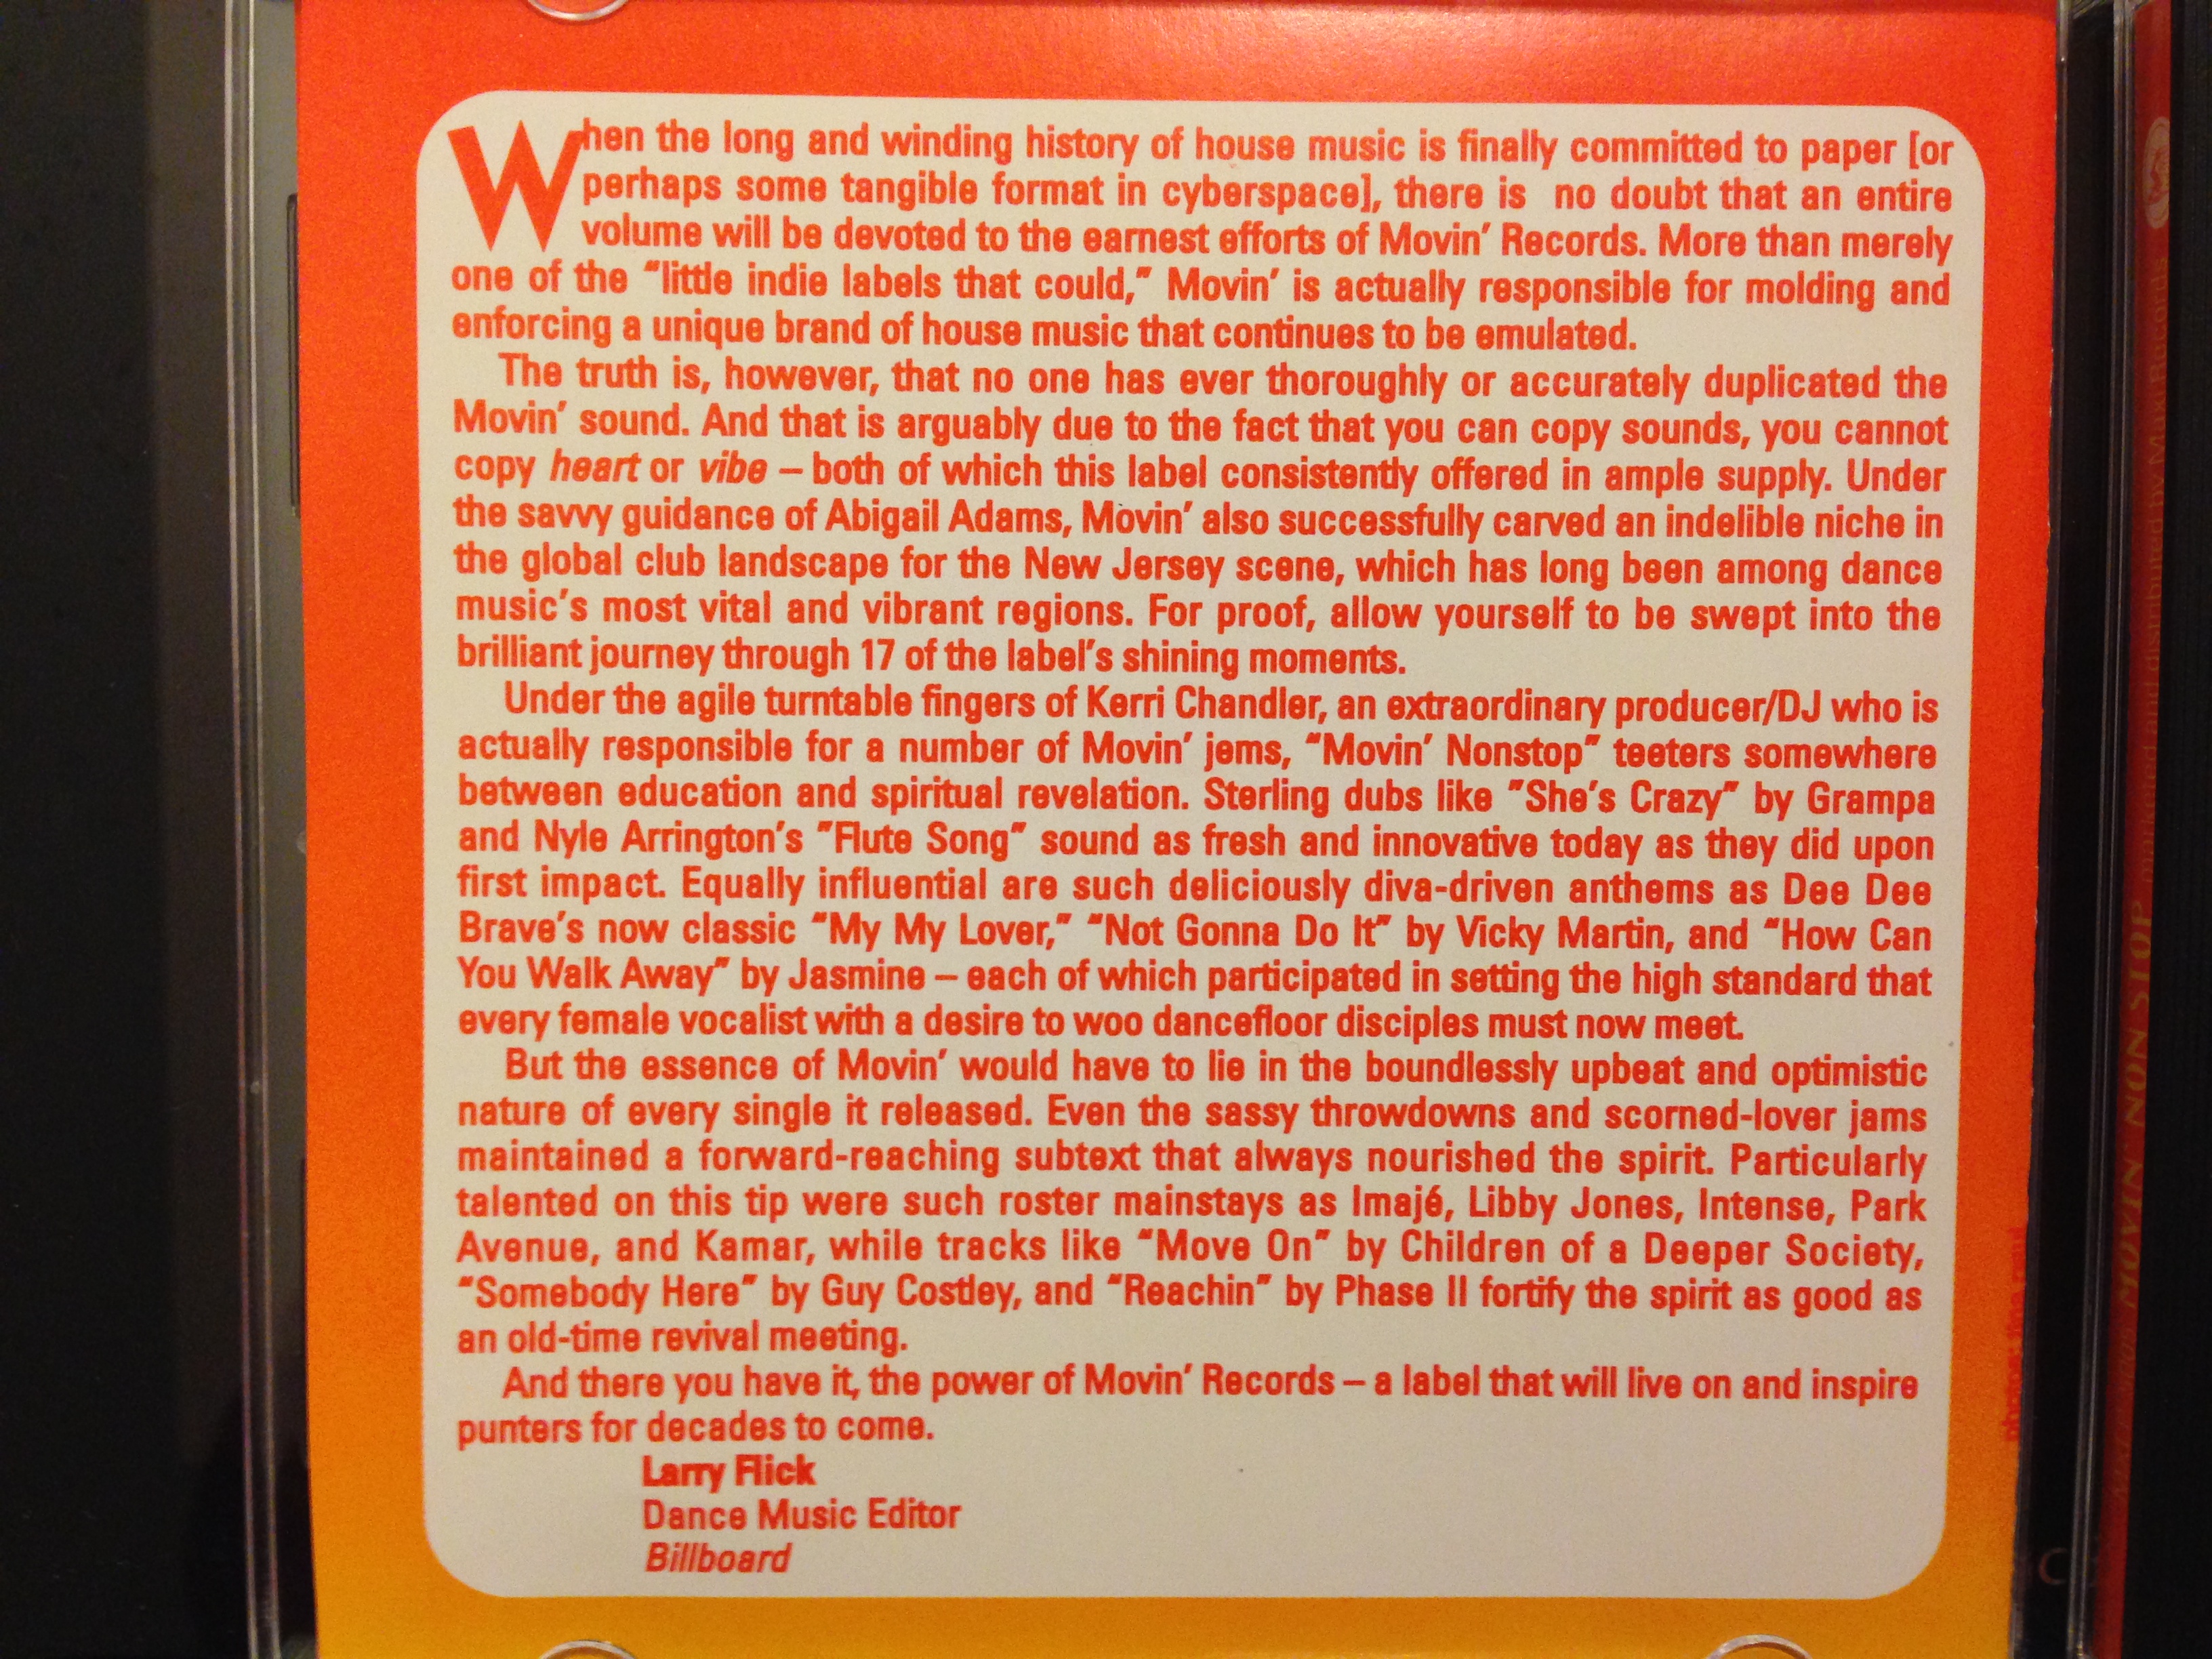 When the long and winding history of house music is finally committed to paper [or
perhaps some tangible format in cyberspace], there is no doubt that an entire
volume will be devoted to the earnest efforts of Movin' Records. More than merely
one of the "little indie labels that could," Movin' is actually responsible for molding and
enforcing a unique brand of house music that continues to be emulated.
The truth is, however, that no one has ever thoroughly or accurately duplicated the
Movin' sound. And that is arguably due to the fact that you can copy sounds, you cannot
copy heart or vibe – both of which this label consistently offered in ample supply. Under
the savvy guidance of Abigail Adams, Movin' also successfully carved an indelible niche in
the global club landscape for the New Jersey scene, which has long been among dance
music's most vital and vibrant regions. For proof, allow yourself to be swept into the
brilliant journey through 17 of the label's shining moments.
Under the agile turntable fingers of Kerri Chandler, an extraordinary producer/DJ who is
actually responsible for a number of Movin' jems, "Movin' Nonstop" teeters somewhere
between education and spiritual revelation. Sterling dubs like "She's Crazy" by Grampa
and Nyle Arrington's "Flute Song" sound as fresh and innovative today as they did upon
first impact. Equally influential are such deliciously diva-driven anthems as Dee Dee
Brave's now classic "My My Lover," "Not Gonna Do It" by Vicky Martin, and "How Can
You Walk Away" by Jasmine – each of which participated in setting the high standard that
every female vocalist with a desire to woo dancefloor disciples must now meet.
But the essence of Movin' would have to lie in the boundlessly upbeat and optimistic
nature of every single it released. Even the sassy throwdowns and scorned-lover jams
maintained a forward-reaching subtext that always nourished the spirit. Particularly
talented on this tip were such roster mainstays as Imajé, Libby Jones, Intense, Park
Avenue, and Kamar, while tracks like "Move On" by Children of a Deeper Society,
"Somebody Here" by Guy Costley, and "Reachin" by Phase II fortify the spirit as good as
an old-time revival meeting.
And there you have it, the power of Movin' Records – a label that will live on and inspire
punters for decades to come.
Larry Flick
Dance Music Editor
Billboard
MOVIN' NON STOP